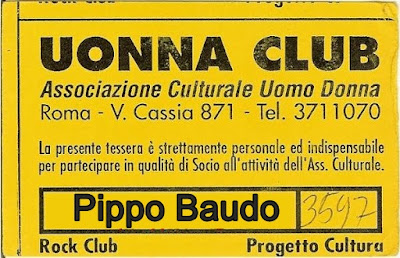 UONNA CLUB
Associazione Culturale Uomo Donna
Roma - V. Cassia 871 - Tel. 3711070
La presente tessera è strettamente personale ed indispensabile
per partecipare in qualità di Socio all'attività dell'Ass. Culturale.
Pippo Baudo 3597
Rock Club Progetto Cultura